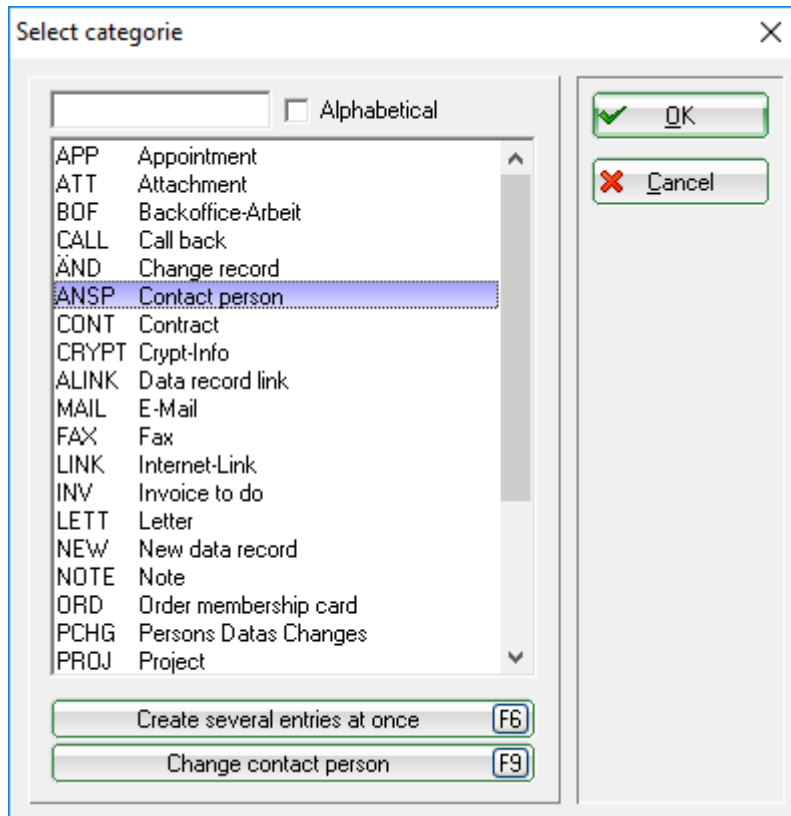 Select categorie
Alphabetical
APP Appointment
ATT Attachment
BOF Backoffice-Arbeit
CALL Call back
ÄND Change record
ANSP Contact person
CONT Contract
CRYPT Crypt-Info
ALINK Data record link
MAIL E-Mail
FAX Fax
LINK Internet-Link
INV Invoice to do
LETT Letter
NEW New data record
NOTE Note
ORD Order membership card
PCHG Persons Datas Changes
PROJ Project
Create several entries at once F6
Change contact person F9
OK
Cancel